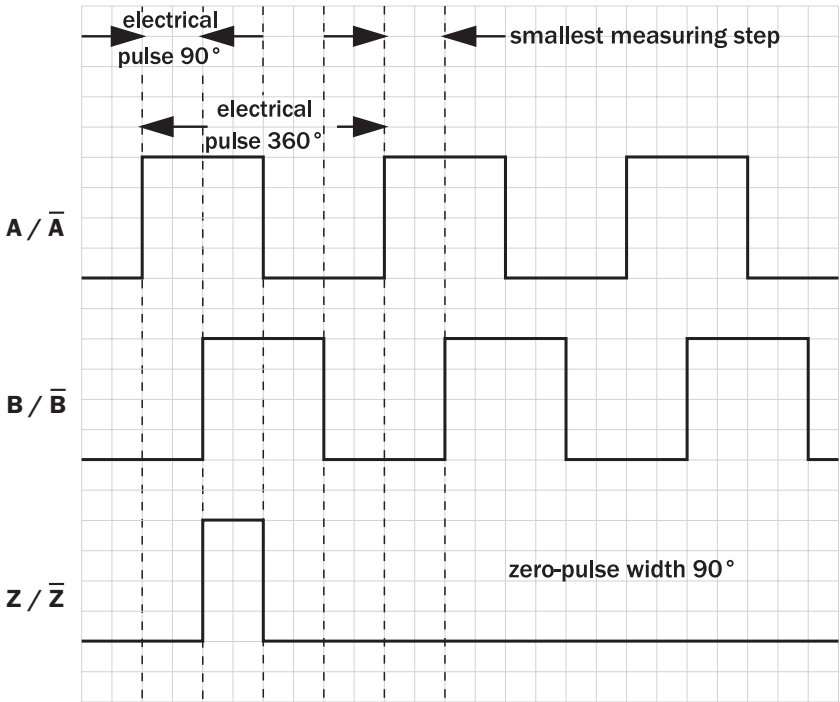 electrical
pulse 90°
smallest measuring step
electrical
pulse 360°
A / A̅
B / B̅
zero-pulse width 90°
Z / Z̅